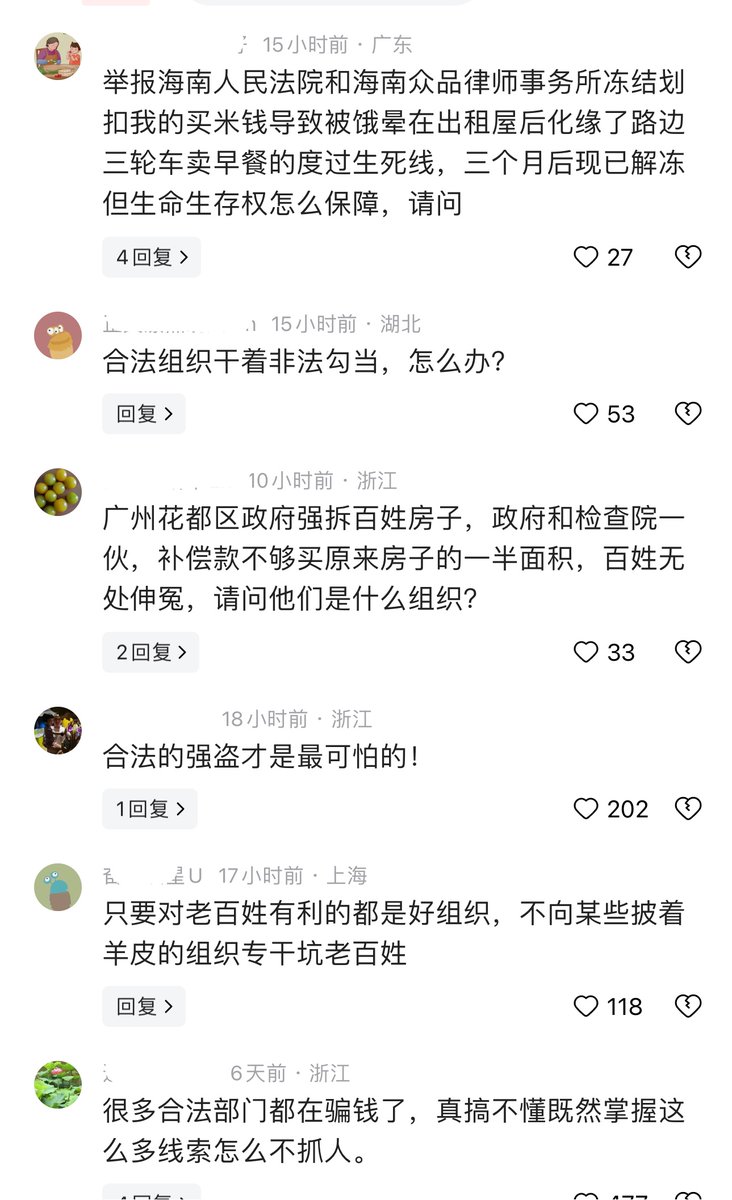 15小时前 · 广东
举报海南人民法院和海南众品律师事务所冻结划
扣我的买米钱导致被饿晕在出租屋后化缘了路边
三轮车卖早餐的度过生死线，三个月后现已解冻
但生命生存权怎么保障，请问
4回复 27
15小时前 · 湖北
合法组织干着非法勾当，怎么办？
回复 53
10小时前 · 浙江
广州花都区政府强拆百姓房子，政府和检查院一
伙，补偿款不够买原来房子的一半面积，百姓无
处伸冤，请问他们是什么组织？
2回复 33
18小时前 · 浙江
合法的强盗才是最可怕的！
1回复 202
星U 17小时前 · 上海
只要对老百姓有利的都是好组织，不向某些披着
羊皮的组织专干坑老百姓
回复 118
6天前 · 浙江
很多合法部门都在骗钱了，真搞不懂既然掌握这
么多线索怎么不抓人。